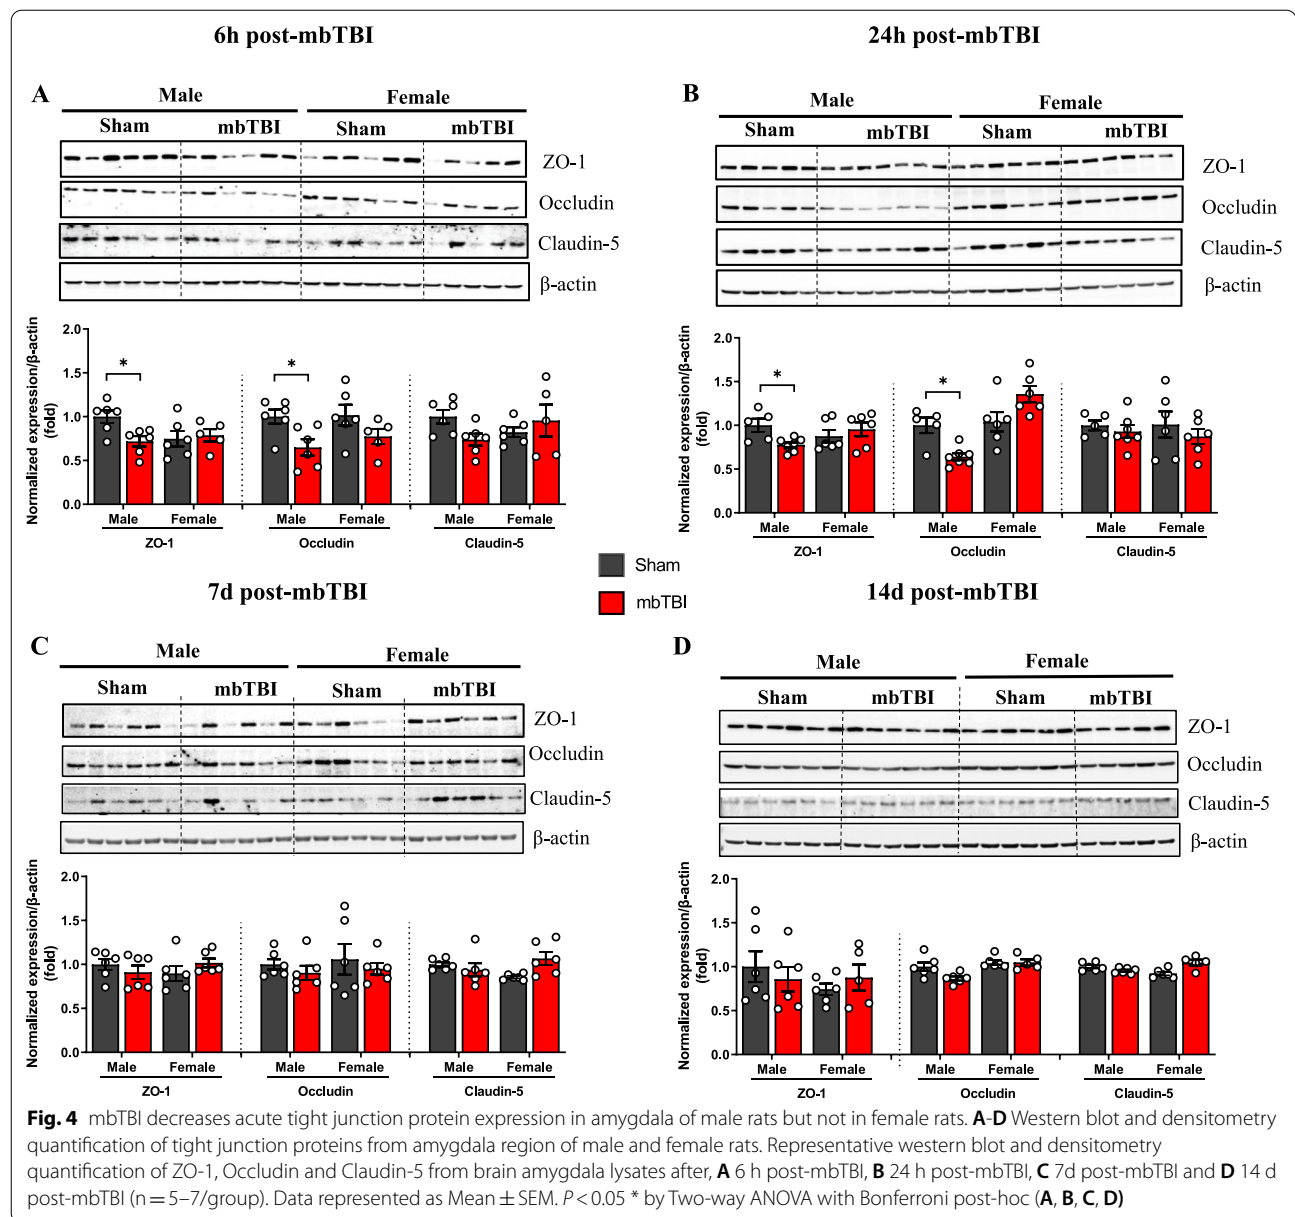 6h post-mbTBI
24h post-mbTBI
A
Male
Female
Sham
mbTBI
Sham
mbTBI
ZO-1
Occludin
Claudin-5
β-actin
Normalized expression/β-actin
(fold)
2.0
1.5
1.0
0.5
0.0
*
*
Male
Female
Male
Female
Male
Female
ZO-1
Occludin
Claudin-5
B
Male
Female
Sham
mbTBI
Sham
mbTBI
ZO-1
Occludin
Claudin-5
β-actin
Normalized expression/β-actin
(fold)
2.0
1.5
1.0
0.5
0.0
*
*
Male
Female
Male
Female
Male
Female
ZO-1
Occludin
Claudin-5
Sham
mbTBI
7d post-mbTBI
14d post-mbTBI
C
Male
Female
Sham
mbTBI
Sham
mbTBI
ZO-1
Occludin
Claudin-5
β-actin
Normalized expression/β-actin
(fold)
2.0
1.5
1.0
0.5
0.0
Male
Female
Male
Female
Male
Female
ZO-1
Occludin
Claudin-5
D
Male
Female
Sham
mbTBI
Sham
mbTBI
ZO-1
Occludin
Claudin-5
β-actin
Normalized expression/β-actin
(fold)
2.0
1.5
1.0
0.5
0.0
Male
Female
Male
Female
Male
Female
ZO-1
Occludin
Claudin-5
Fig. 4 mbTBI decreases acute tight junction protein expression in amygdala of male rats but not in female rats. A-D Western blot and densitometry
quantification of tight junction proteins from amygdala region of male and female rats. Representative western blot and densitometry
quantification of ZO-1, Occludin and Claudin-5 from brain amygdala lysates after, A 6 h post-mbTBI, B 24 h post-mbTBI, C 7d post-mbTBI and D 14 d
post-mbTBI (n = 5–7/group). Data represented as Mean ± SEM. P < 0.05 * by Two-way ANOVA with Bonferroni post-hoc (A, B, C, D)